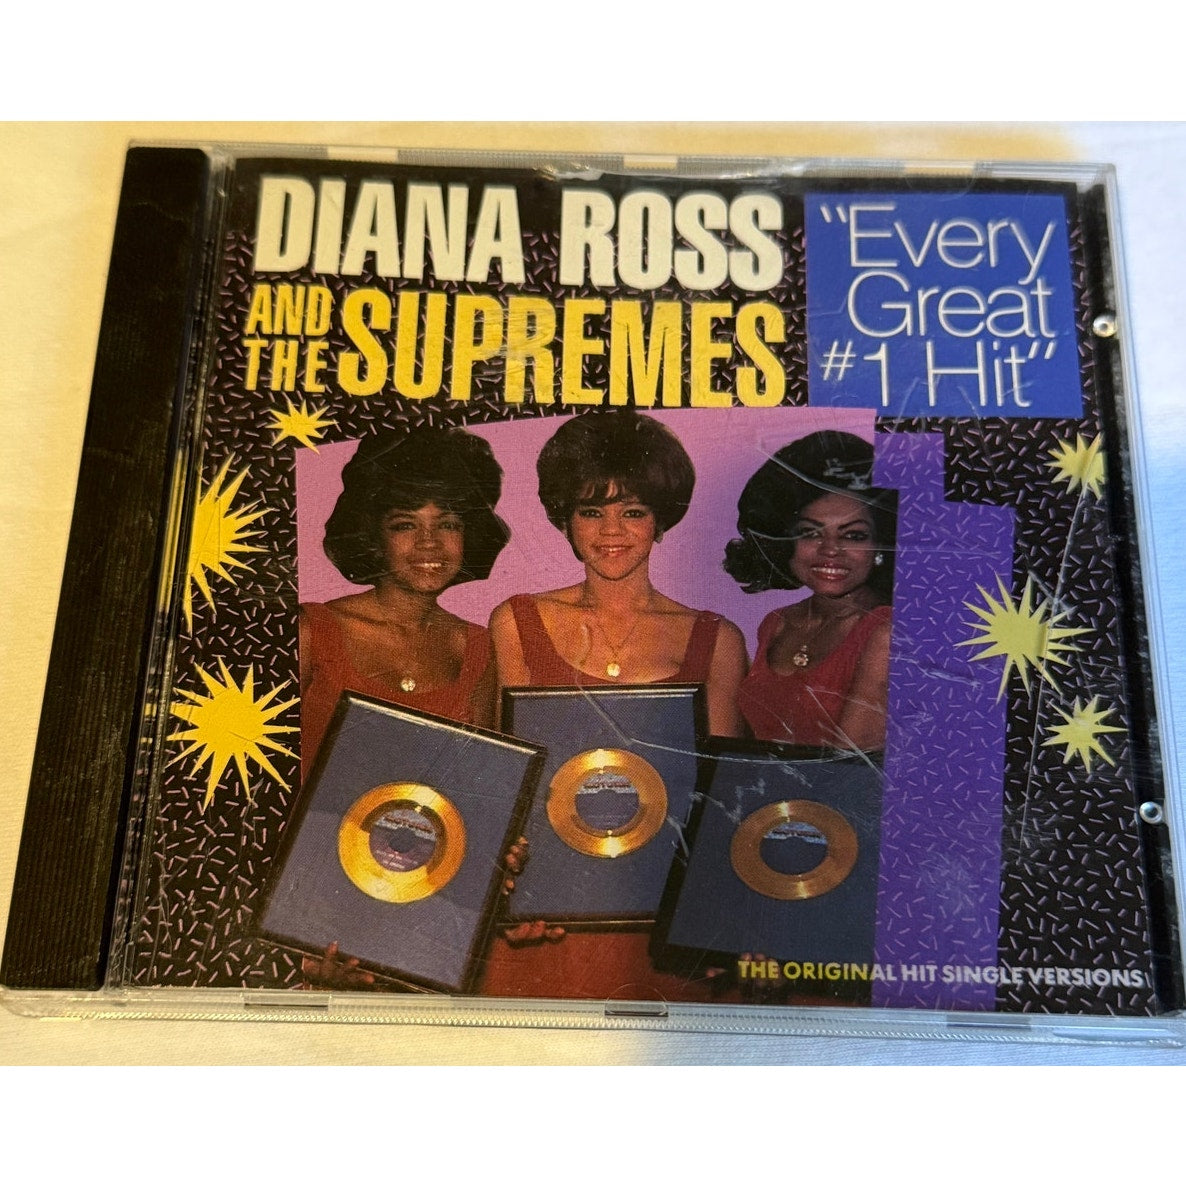 DIANA ROSS
AND THE SUPREMES
"Every
Great
#1 Hit"
THE ORIGINAL HIT SINGLE VERSIONS